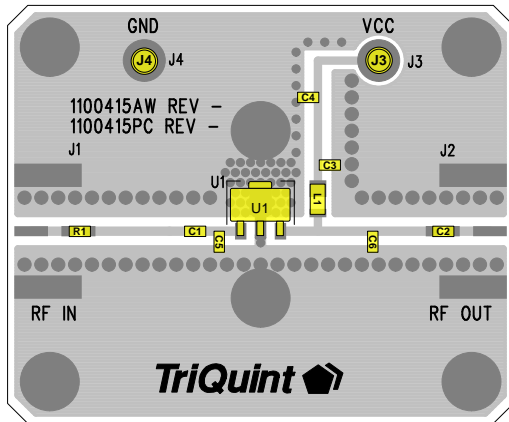 GND
VCC
J4 J4
J3 J3
C4
1100415AW REV -
1100415PC REV -
J1
J2
C3
U1
L1
U1
R1
C1
C5
C6
C2
RF IN
RF OUT
TriQuint